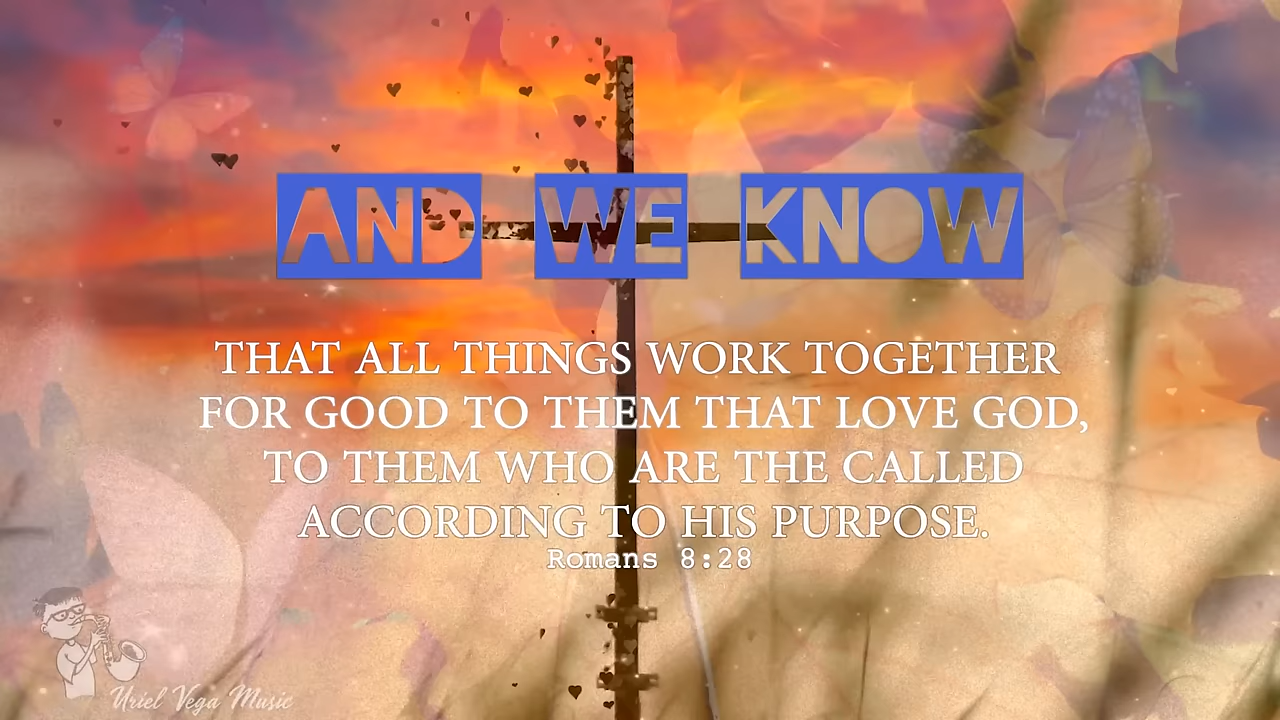 AND WE KNOW
THAT ALL THINGS WORK TOGETHER
FOR GOOD TO THEM THAT LOVE GOD,
TO THEM WHO ARE THE CALLED
ACCORDING TO HIS PURPOSE.
Romans 8:28
Uriel Vega Music